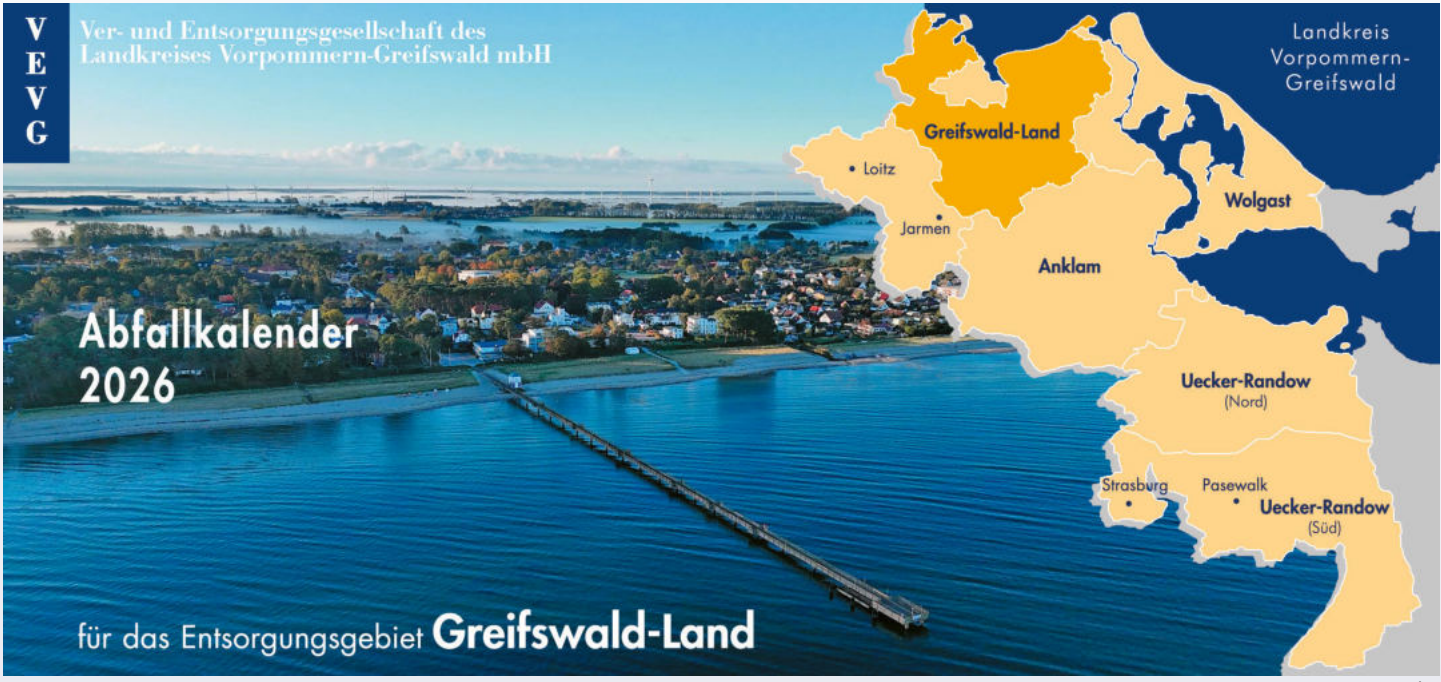 V
E
V
G
Ver- und Entsorgungsgesellschaft des
Landkreises Vorpommern-Greifswald mbH
Landkreis
Vorpommern-
Greifswald
Greifswald-Land
Loitz
Wolgast
Jarmen
Anklam
Abfallkalender
2026
Uecker-Randow
(Nord)
Strasburg
Pasewalk
Uecker-Randow
(Süd)
für das Entsorgungsgebiet Greifswald-Land